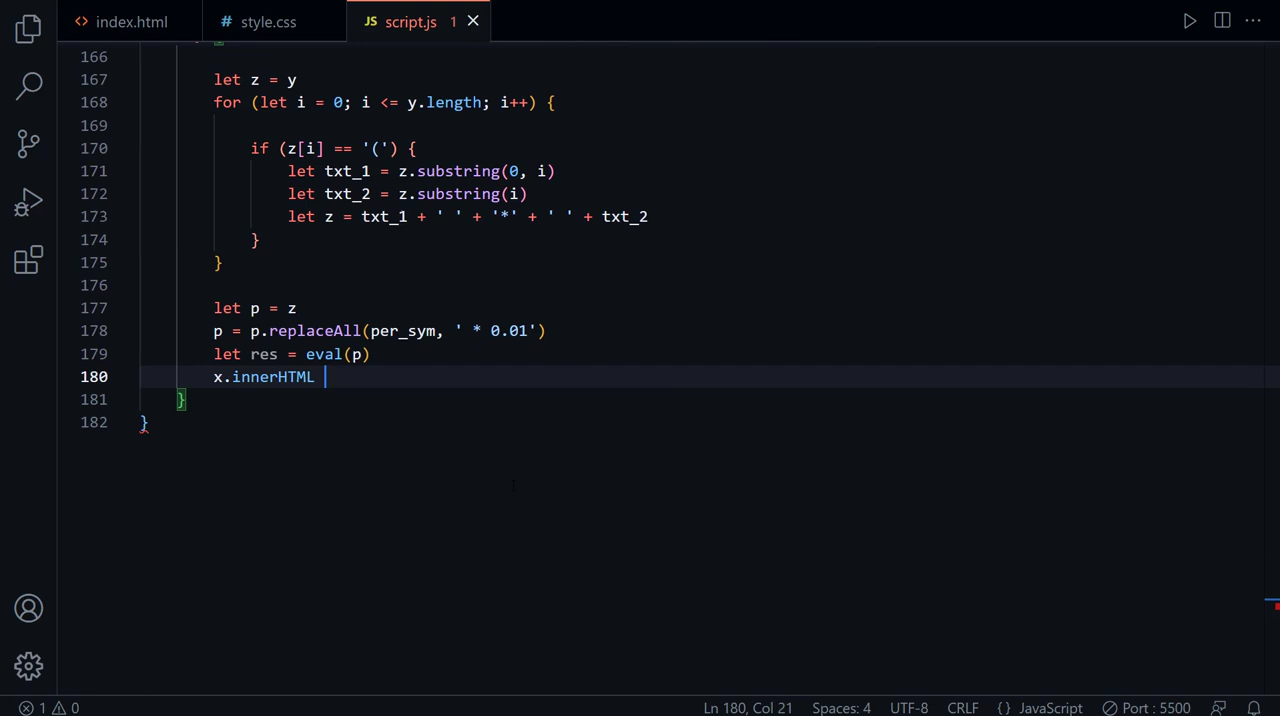 index.html
style.css
script.js 1
166
167 let z = y
168 for (let i = 0; i <= y.length; i++) {
169
170 if (z[i] == '(') {
171 let txt_1 = z.substring(0, i)
172 let txt_2 = z.substring(i)
173 let z = txt_1 + ' ' + '*' + ' ' + txt_2
174 }
175 }
176
177 let p = z
178 p = p.replaceAll(per_sym, ' * 0.01')
179 let res = eval(p)
180 x.innerHTML
181 }
182 }
1 0 Ln 180, Col 21 Spaces: 4 UTF-8 CRLF {} JavaScript Port : 5500